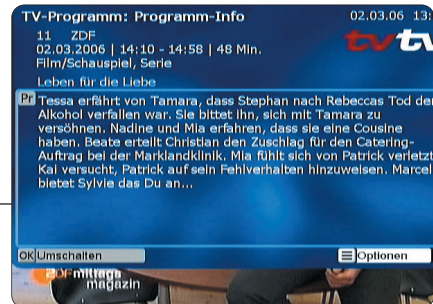 TV-Programm: Programm-Info 02.03.06 13:
11 ZDF
02.03.2006 | 14:10 - 14:58 | 48 Min.
Film/Schauspiel, Serie
tvtv
Leben für die Liebe
Pr
Tessa erfährt von Tamara, dass Stephan nach Rebeccas Tod dem
Alkohol verfallen war. Sie bittet ihn, sich mit Tamara zu
versöhnen. Nadine und Mia erfahren, dass sie eine Cousine
haben. Beate erteilt Christian den Zuschlag für den Catering-
Auftrag bei der Marklandklinik. Mia fühlt sich von Patrick verletzt.
Kai versucht, Patrick auf sein Fehlverhalten hinzuweisen. Marcel
bietet Sylvie das Du an...
OK Umschalten Optionen
ZDF mittags
magazin